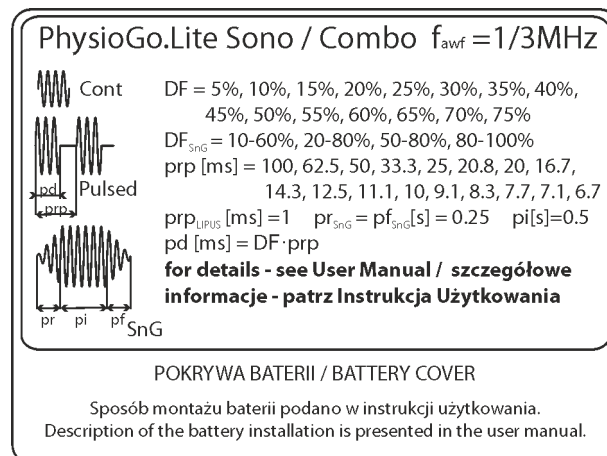 PhysioGo.Lite Sono / Combo f_awf =1/3MHz
Cont
DF = 5%, 10%, 15%, 20%, 25%, 30%, 35%, 40%,
45%, 50%, 55%, 60%, 65%, 70%, 75%
DF_SnG = 10-60%, 20-80%, 50-80%, 80-100%
pd
Pulsed
prp
prp [ms] = 100, 62.5, 50, 33.3, 25, 20.8, 20, 16.7,
14.3, 12.5, 11.1, 10, 9.1, 8.3, 7.7, 7.1, 6.7
prp_LIPUS [ms] =1 pr_SnG = pf_SnG[s] = 0.25 pi[s]=0.5
pd [ms] = DF·prp
for details - see User Manual / szczegółowe
informacje - patrz Instrukcja Użytkowania
pr pi pf SnG
POKRYWA BATERII / BATTERY COVER
Sposób montażu baterii podano w instrukcji użytkowania.
Description of the battery installation is presented in the user manual.